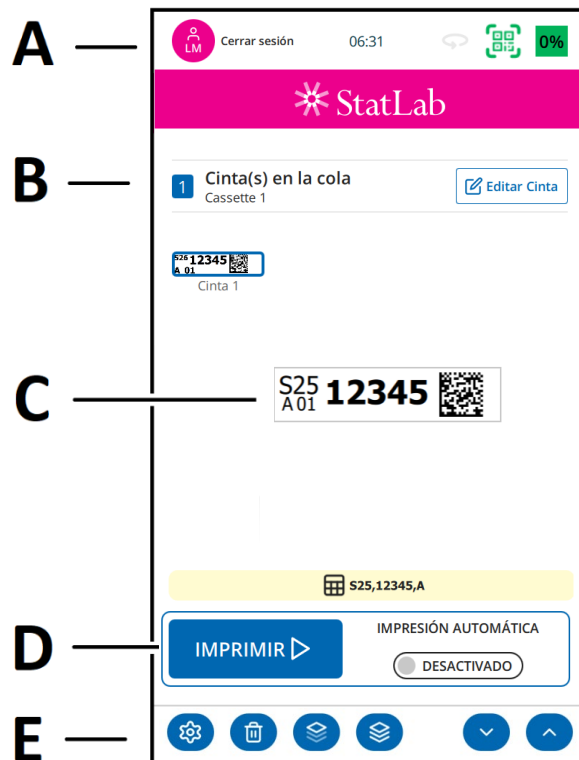 A
LM
Cerrar sesión
06:31
0%
StatLab
B
1
Cinta(s) en la cola
Cassette 1
Editar Cinta
S26 12345
A 01
Cinta 1
C
S25
A 01
12345
S25,12345,A
D
IMPRIMIR
IMPRESIÓN AUTOMÁTICA
DESACTIVADO
E